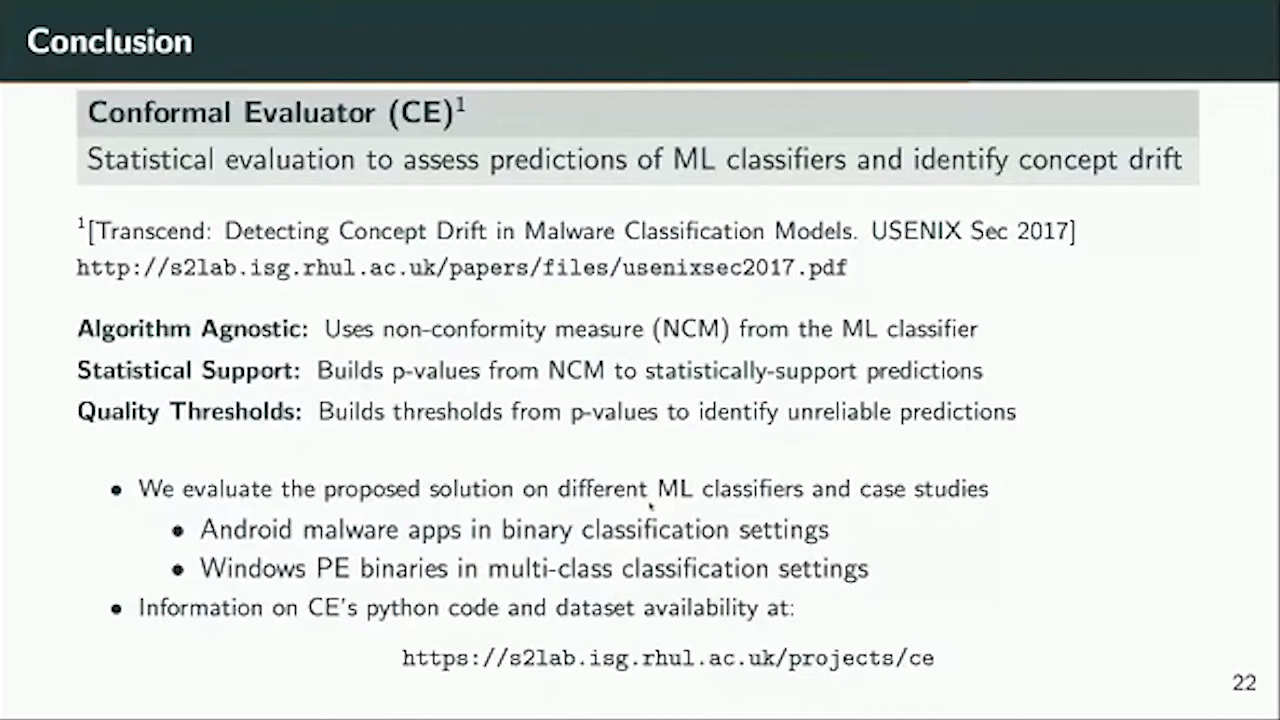 Conclusion
Conformal Evaluator (CE)¹
Statistical evaluation to assess predictions of ML classifiers and identify concept drift
¹[Transcend: Detecting Concept Drift in Malware Classification Models. USENIX Sec 2017]
http://s2lab.isg.rhul.ac.uk/papers/files/usenixsec2017.pdf
Algorithm Agnostic: Uses non-conformity measure (NCM) from the ML classifier
Statistical Support: Builds p-values from NCM to statistically-support predictions
Quality Thresholds: Builds thresholds from p-values to identify unreliable predictions
• We evaluate the proposed solution on different ML classifiers and case studies
• Android malware apps in binary classification settings
• Windows PE binaries in multi-class classification settings
• Information on CE's python code and dataset availability at:
https://s2lab.isg.rhul.ac.uk/projects/ce
22